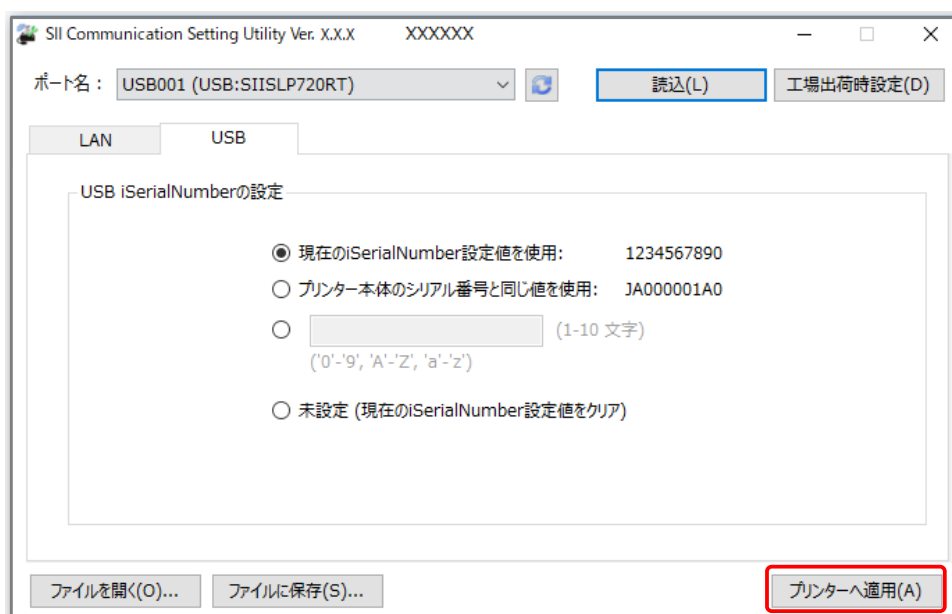 SII Communication Setting Utility Ver. X.X.X XXXXXX
ポート名： USB001 (USB:SIISLP720RT) 読込(L) 工場出荷時設定(D)
LAN USB
USB iSerialNumberの設定
現在のiSerialNumber設定値を使用: 1234567890
プリンター本体のシリアル番号と同じ値を使用: JA000001A0
(1-10 文字)
('0'-'9', 'A'-'Z', 'a'-'z')
未設定 (現在のiSerialNumber設定値をクリア)
ファイルを開く(O)... ファイルに保存(S)... プリンターへ適用(A)